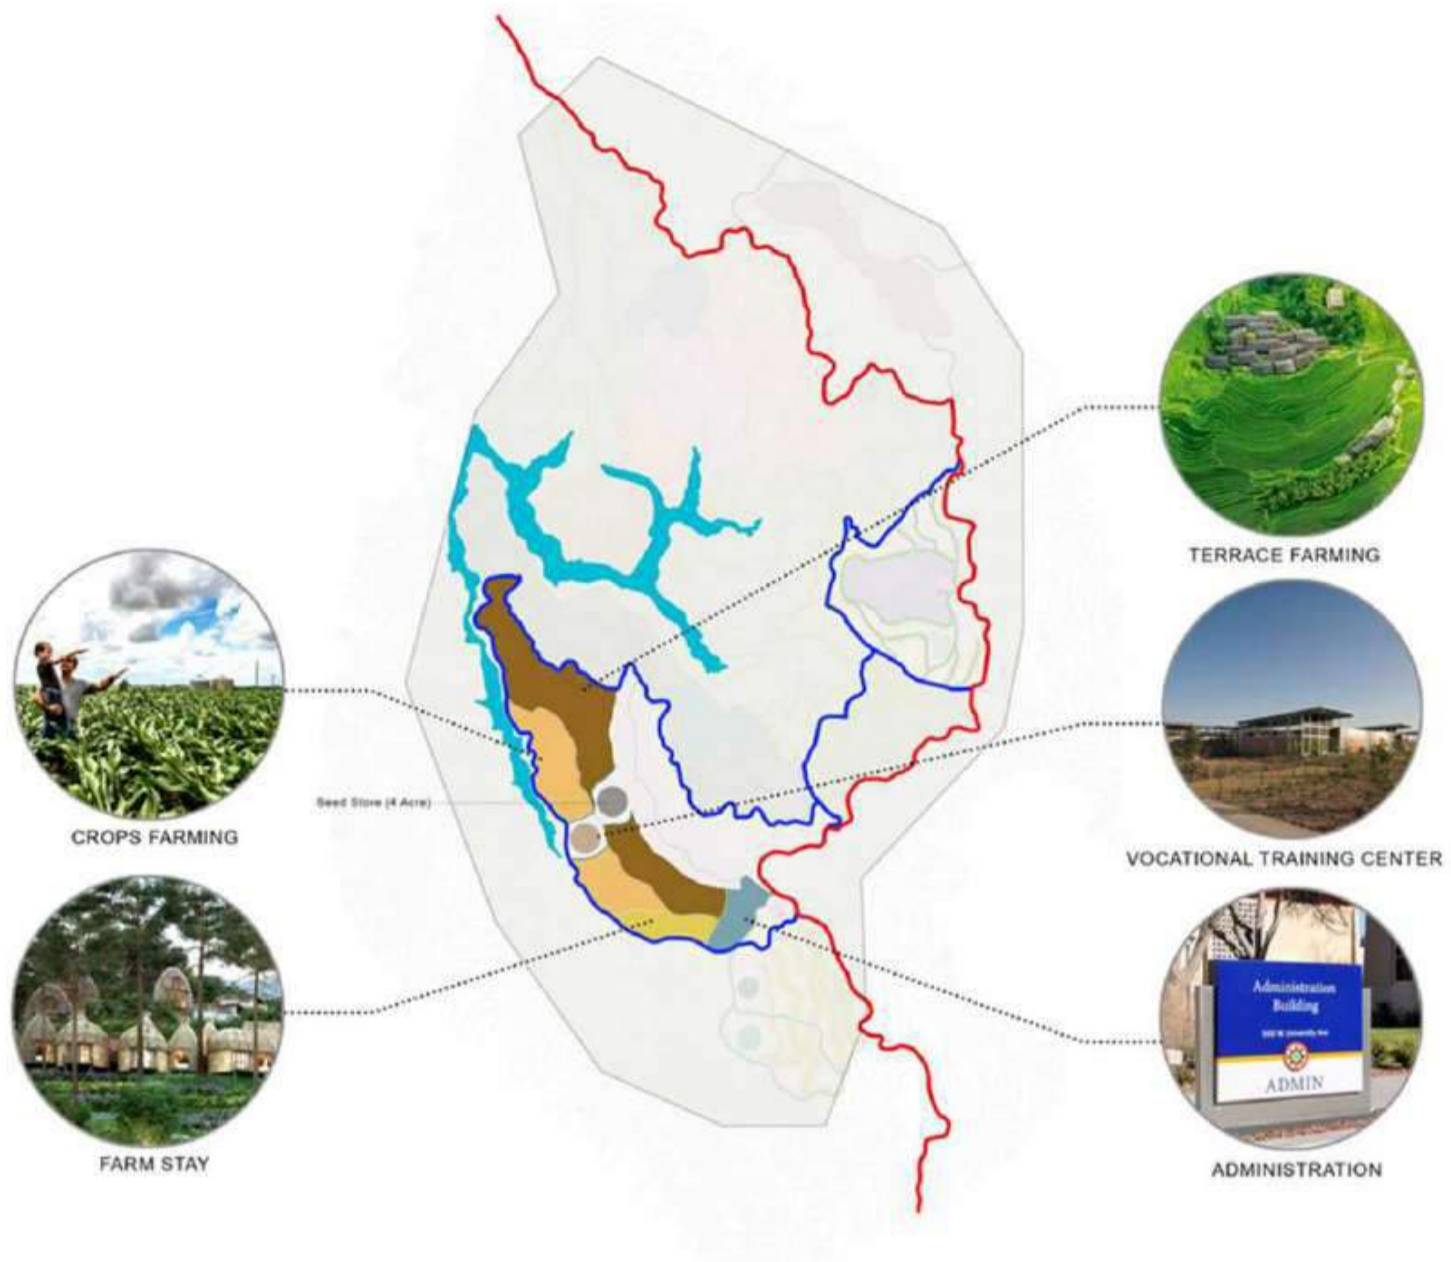 TERRACE FARMING
CROPS FARMING
Seed Store (4 Acre)
VOCATIONAL TRAINING CENTER
FARM STAY
Administration
Building
ADMIN
ADMINISTRATION